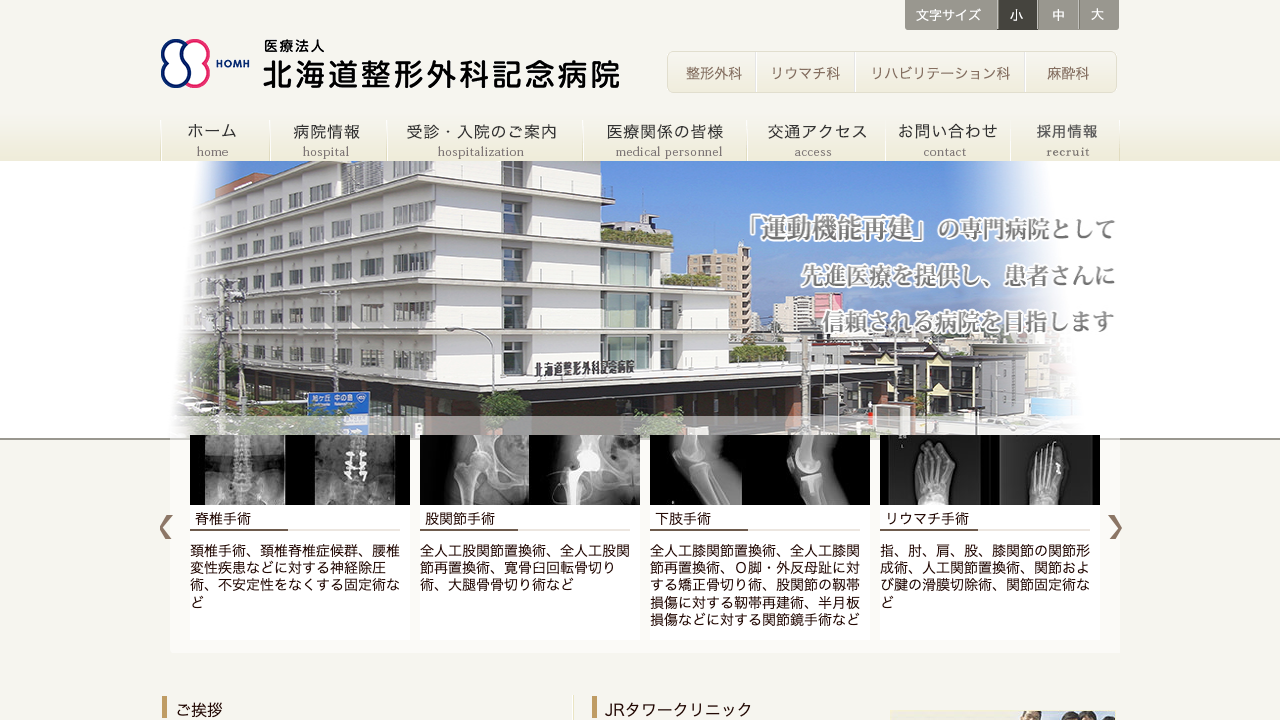 文字サイズ 小 中 大
HOMH
医療法人
北海道整形外科記念病院
整形外科 リウマチ科 リハビリテーション科 麻酔科
ホーム 病院情報 受診・入院のご案内 医療関係の皆様 交通アクセス お問い合わせ 採用情報
home hospital hospitalization medical personnel access contact recruit
「運動機能再建」の専門病院として
先進医療を提供し、患者さんに
信頼される病院を目指します
北海道整形外科記念病院
旭ケ丘 中の島
脊椎手術
頚椎手術、頚椎脊椎症候群、腰椎
変性疾患などに対する神経除圧
術、不安定性をなくする固定術な
ど
股関節手術
全人工股関節置換術、全人工股関
節再置換術、寛骨臼回転骨切り
術、大腿骨骨切り術など
下肢手術
全人工膝関節置換術、全人工膝関
節再置換術、O脚・外反母趾に対
する矯正骨切り術、股関節の靱帯
損傷に対する靭帯再建術、半月板
損傷などに対する関節鏡手術など
リウマチ手術
指、肘、肩、股、膝関節の関節形
成術、人工関節置換術、関節およ
び腱の滑膜切除術、関節固定術な
ど
ご挨拶
JRタワークリニック